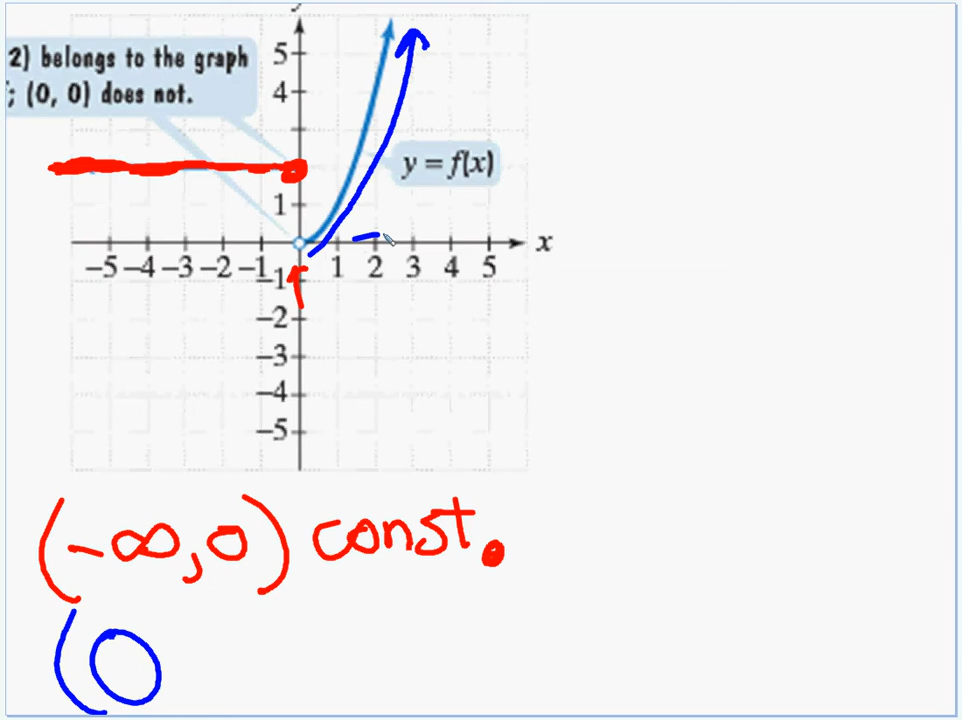 y
2) belongs to the graph
; (0, 0) does not.
5
4
y = f(x)
1
x
−5 −4 −3 −2 −1 1 2 3 4 5
−1
−2
−3
−4
−5
(-∞,0) const.
(0